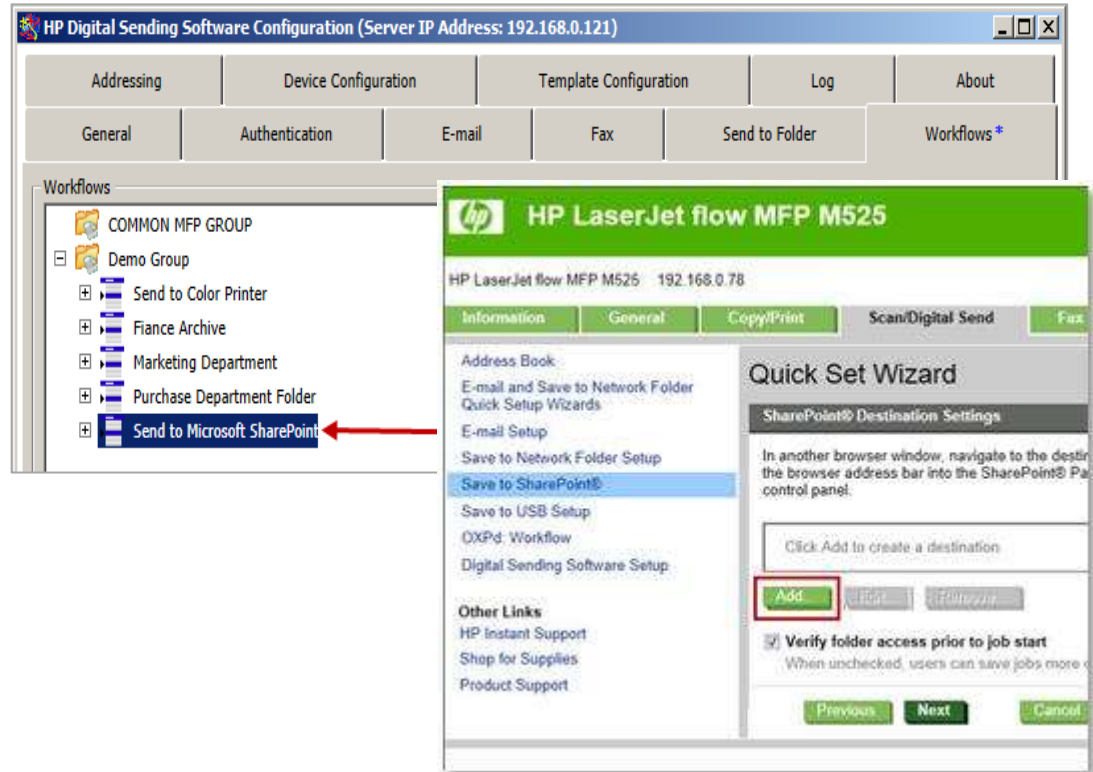 HP Digital Sending Software Configuration (Server IP Address: 192.168.0.121)
Addressing Device Configuration Template Configuration Log About
General Authentication E-mail Fax Send to Folder Workflows *
Workflows
COMMON MFP GROUP
Demo Group
Send to Color Printer
Fiance Archive
Marketing Department
Purchase Department Folder
Send to Microsoft SharePoint
hp HP LaserJet flow MFP M525
HP LaserJet flow MFP M525 192.168.0.78
Information General Copy/Print Scan/Digital Send Fax
Address Book
E-mail and Save to Network Folder
Quick Setup Wizards
E-mail Setup
Save to Network Folder Setup
Save to SharePoint®
Save to USB Setup
OXPd: Workflow
Digital Sending Software Setup
Other Links
HP Instant Support
Shop for Supplies
Product Support
Quick Set Wizard
SharePoint® Destination Settings
In another browser window, navigate to the destin
the browser address bar into the SharePoint® Pa
control panel.
Click Add to create a destination
Add... Edit... Remove...
Verify folder access prior to job start
When unchecked, users can save jobs more
Previous Next Cancel